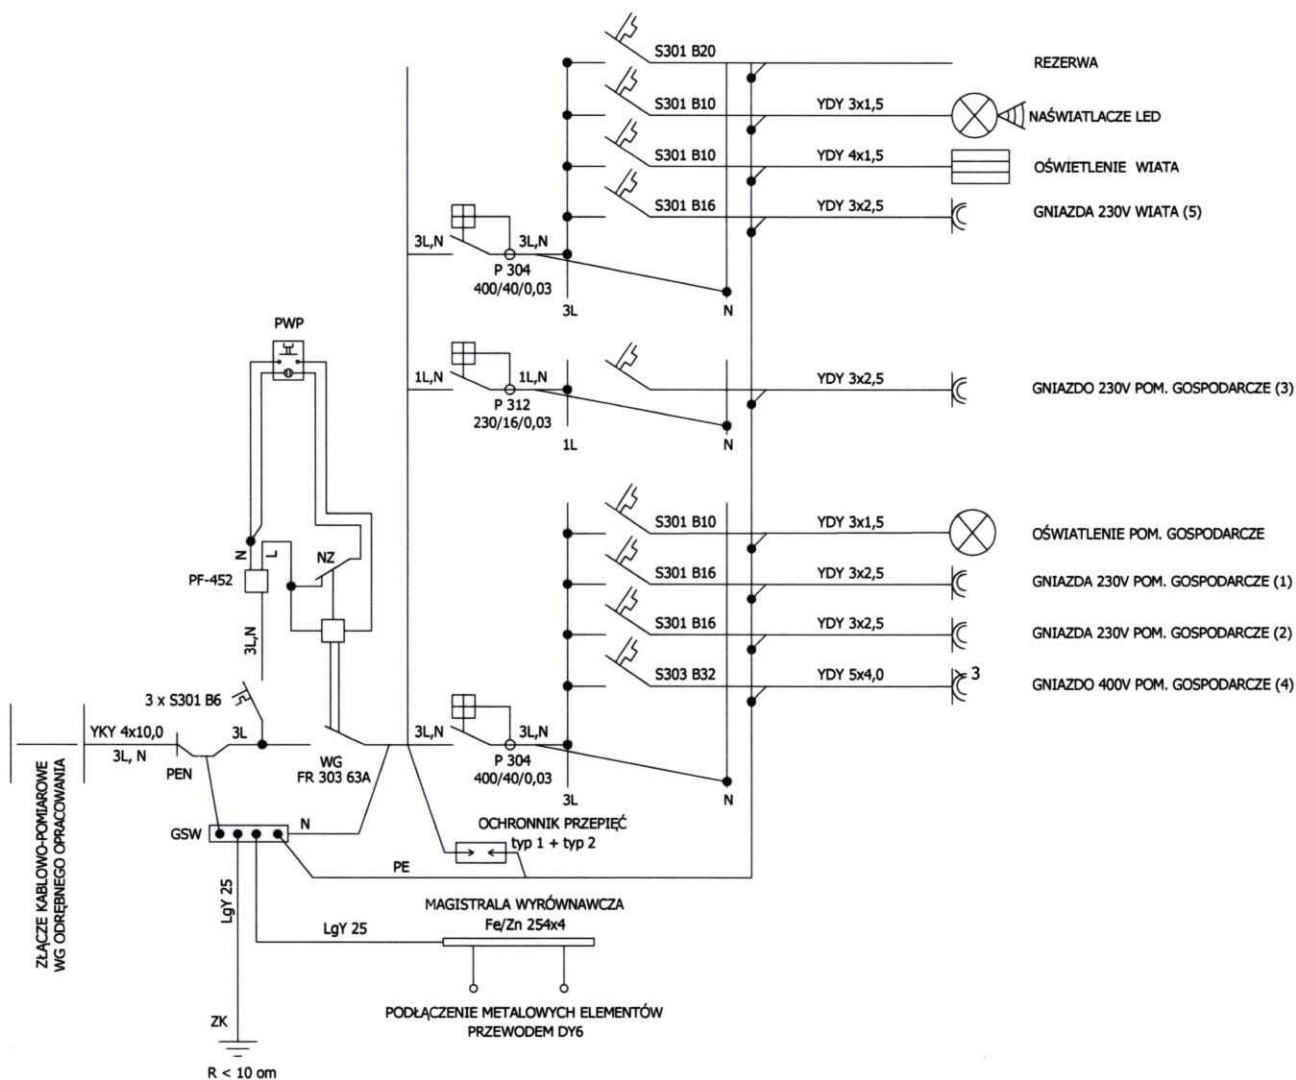 S301 B20
REZERWA
S301 B10
YDY 3x1,5
NAŚWIATLACZE LED
S301 B10
YDY 4x1,5
OŚWIETLENIE WIATA
S301 B16
YDY 3x2,5
GNIAZDA 230V WIATA (5)
3L,N
3L,N
P 304
400/40/0,03
3L
N
PWP
1L,N
1L,N
P 312
230/16/0,03
1L
N
YDY 3x2,5
GNIAZDO 230V POM. GOSPODARCZE (3)
S301 B10
YDY 3x1,5
OŚWIATLENIE POM. GOSPODARCZE
N
L
NZ
PF-452
S301 B16
YDY 3x2,5
GNIAZDA 230V POM. GOSPODARCZE (1)
S301 B16
YDY 3x2,5
GNIAZDA 230V POM. GOSPODARCZE (2)
3L,N
S303 B32
YDY 5x4,0
3
GNIAZDO 400V POM. GOSPODARCZE (4)
3 x S301 B6
YKY 4x10,0
3L, N
3L
PEN
WG
FR 303 63A
3L,N
3L,N
P 304
400/40/0,03
3L
N
ZŁĄCZE KABLOWO-POMIAROWE
WG ODRĘBNEGO OPRACOWANIA
GSW
N
OCHRONNIK PRZEPIĘĆ
typ 1 + typ 2
PE
LgY 25
LgY 25
MAGISTRALA WYRÓWNAWCZA
Fe/Zn 254x4
PODŁĄCZENIE METALOWYCH ELEMENTÓW
PRZEWODEM DY6
ZK
R < 10 om